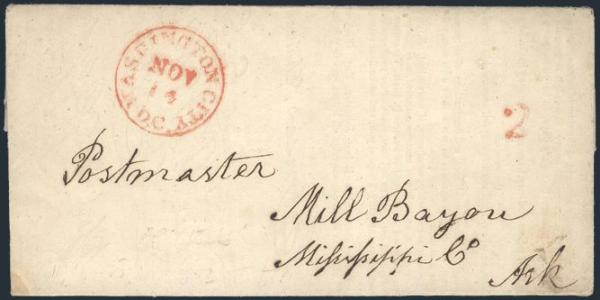 WASHINGTON CITY D.C.
NOV
14
2
Postmaster
Mill Bayou
Mississippi Co
Ark